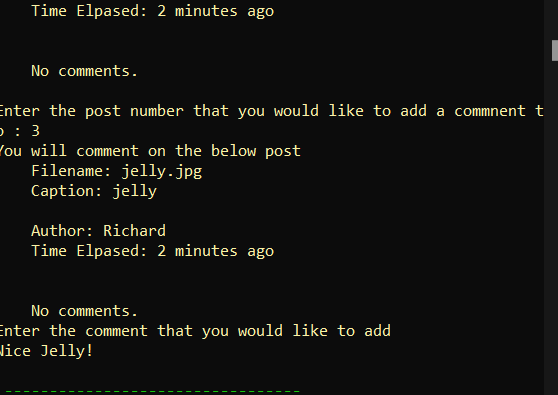 Time Elpased: 2 minutes ago
No comments.
Enter the post number that you would like to add a commnent t
o : 3
You will comment on the below post
Filename: jelly.jpg
Caption: jelly
Author: Richard
Time Elpased: 2 minutes ago
No comments.
Enter the comment that you would like to add
Nice Jelly!
---------------------------------